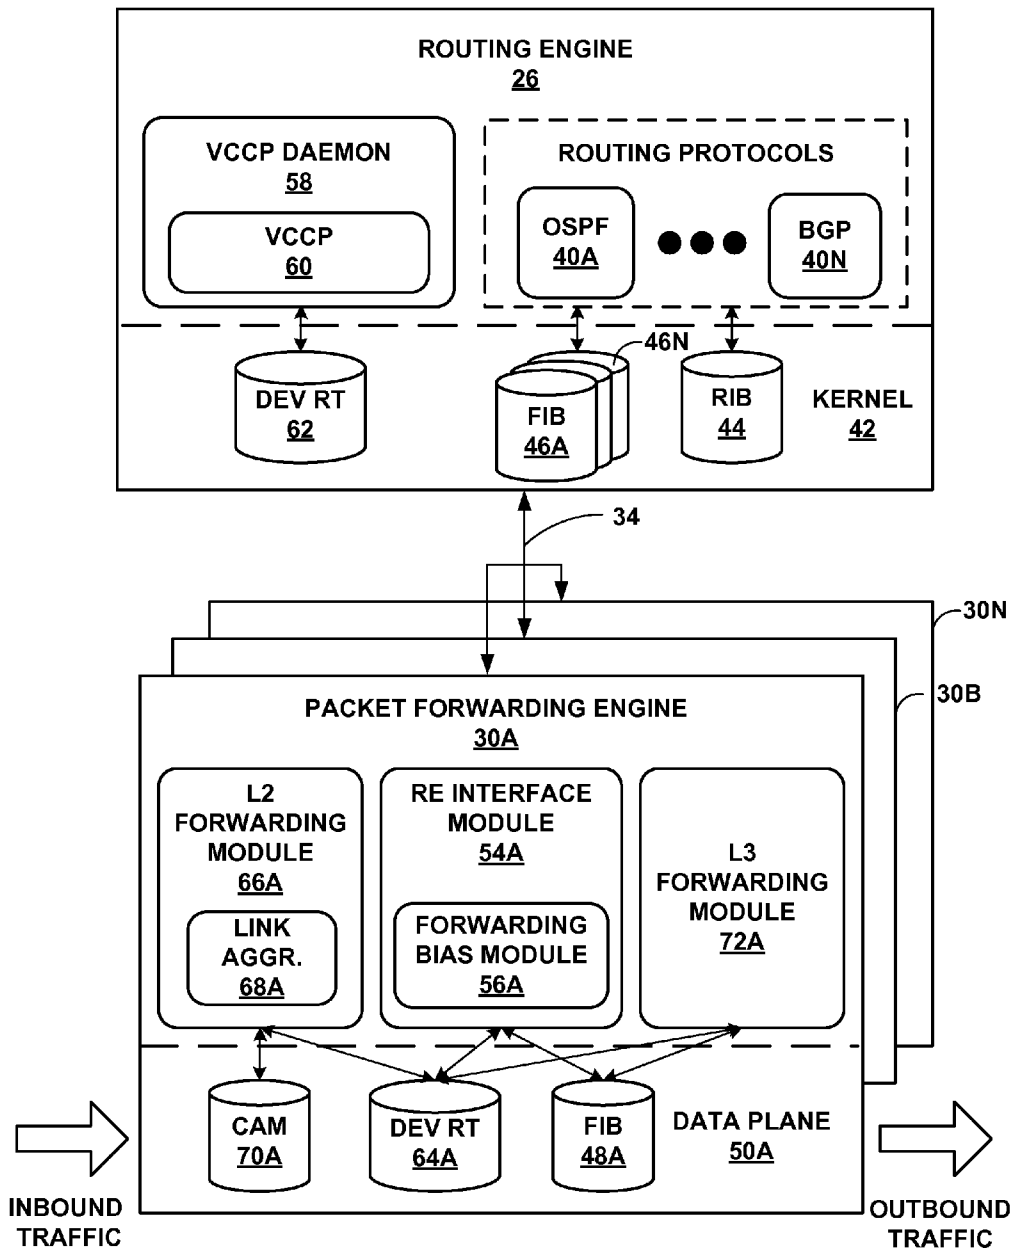 ROUTING ENGINE
26
VCCP DAEMON
58
VCCP
60
ROUTING PROTOCOLS
OSPF
40A
BGP
40N
DEV RT
62
46N
FIB
46A
RIB
44
KERNEL
42
34
30N
30B
PACKET FORWARDING ENGINE
30A
L2
FORWARDING
MODULE
66A
LINK
AGGR.
68A
RE INTERFACE
MODULE
54A
FORWARDING
BIAS MODULE
56A
L3
FORWARDING
MODULE
72A
CAM
70A
DEV RT
64A
FIB
48A
DATA PLANE
50A
INBOUND
TRAFFIC
OUTBOUND
TRAFFIC